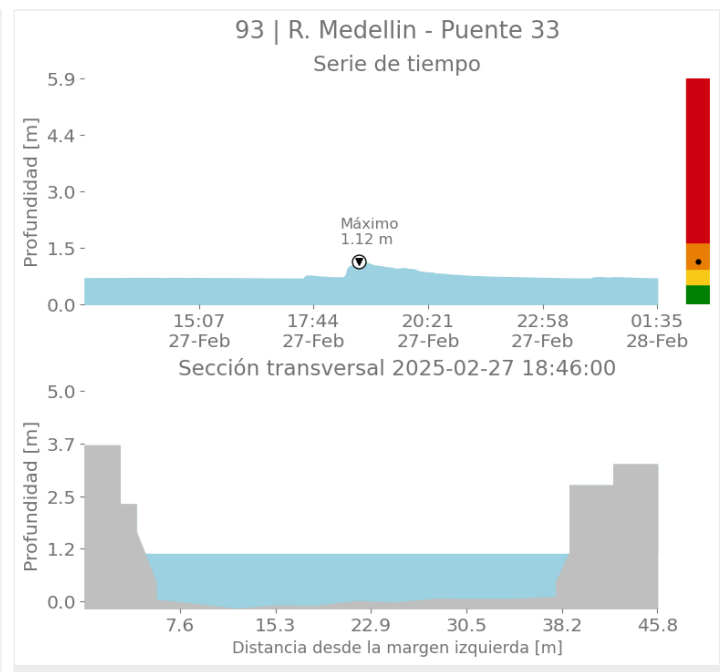 93 | R. Medellin - Puente 33
Serie de tiempo
Profundidad [m]
5.9
4.4
3.0
1.5
0.0
Máximo
1.12 m
15:07 17:44 20:21 22:58 01:35
27-Feb 27-Feb 27-Feb 27-Feb 28-Feb
Sección transversal 2025-02-27 18:46:00
Profundidad [m]
5.0
3.7
2.5
1.2
0.0
7.6 15.3 22.9 30.5 38.2 45.8
Distancia desde la margen izquierda [m]